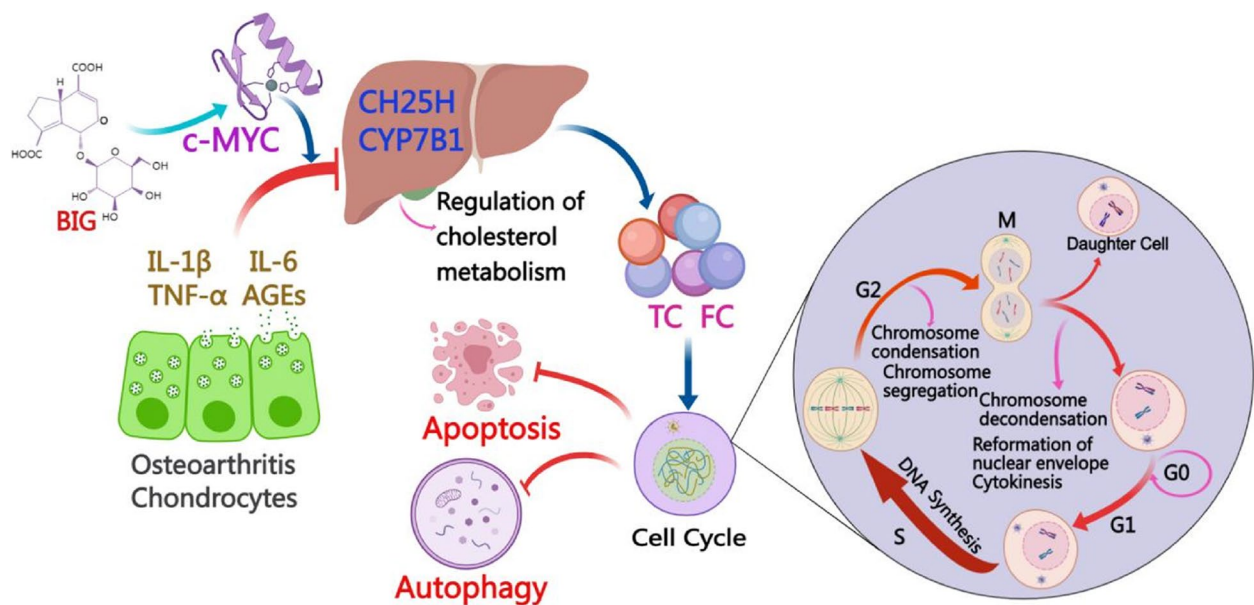 COOH
H
O
HOOC
O
O
OH
HO
OH
HO
OH
BIG
c-MYC
CH25H
CYP7B1
Regulation of
cholesterol
metabolism
IL-1β IL-6
TNF-α AGEs
Osteoarthritis
Chondrocytes
TC FC
Apoptosis
Autophagy
Cell Cycle
M
Daughter Cell
G2
Chromosome
condensation
Chromosome
segregation
Chromosome
decondensation
Reformation of
nuclear envelope
Cytokinesis
G0
G1
DNA Synthesis
S